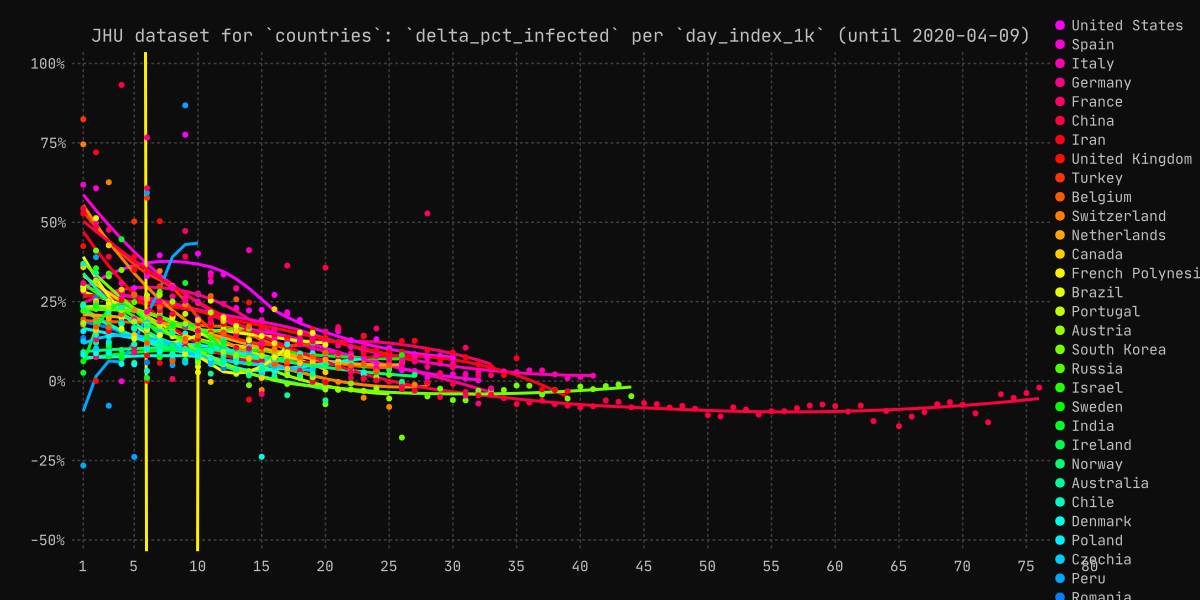 JHU dataset for `countries`: `delta_pct_infected` per `day_index_1k` (until 2020-04-09)
100%
75%
50%
25%
0%
-25%
-50%
1 5 10 15 20 25 30 35 40 45 50 55 60 65 70 75 80
United States
Spain
Italy
Germany
France
China
Iran
United Kingdom
Turkey
Belgium
Switzerland
Netherlands
Canada
French Polynesi
Brazil
Portugal
Austria
South Korea
Russia
Israel
Sweden
India
Ireland
Norway
Australia
Chile
Denmark
Poland
Czechia
Peru
Romania